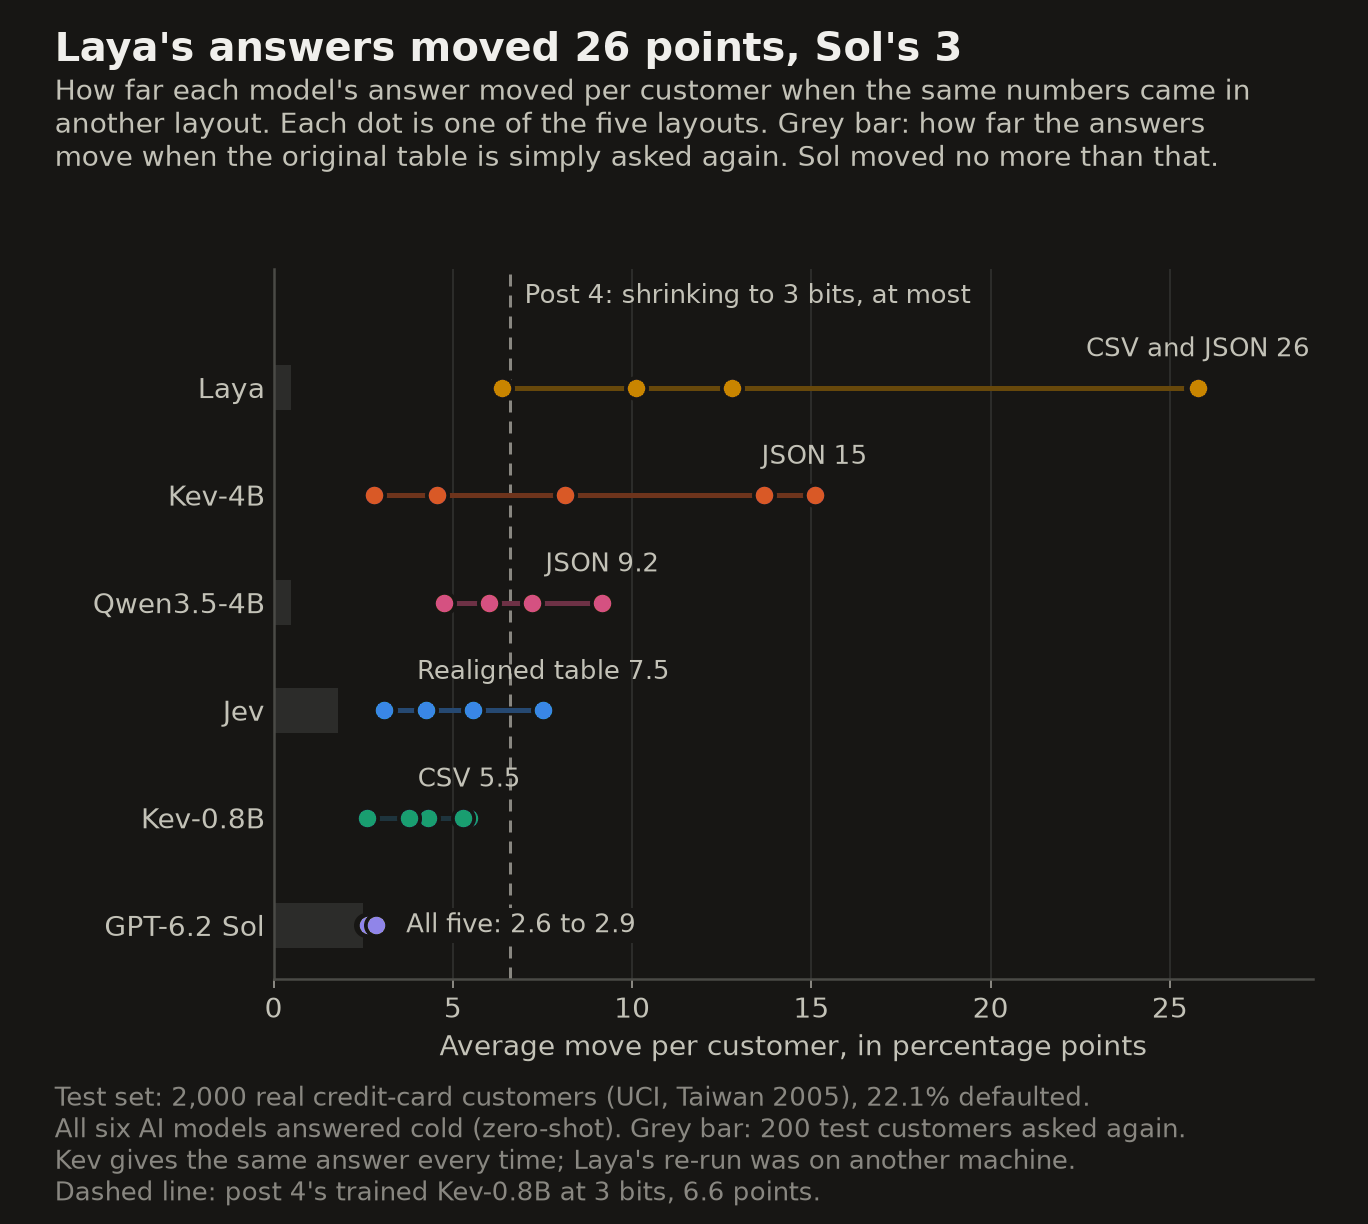 Laya's answers moved 26 points, Sol's 3
How far each model's answer moved per customer when the same numbers came in
another layout. Each dot is one of the five layouts. Grey bar: how far the answers
move when the original table is simply asked again. Sol moved no more than that.
Post 4: shrinking to 3 bits, at most
CSV and JSON 26
Laya
JSON 15
Kev-4B
JSON 9.2
Qwen3.5-4B
Realigned table 7.5
Jev
CSV 5.5
Kev-0.8B
GPT-6.2 Sol
All five: 2.6 to 2.9
0 5 10 15 20 25
Average move per customer, in percentage points
Test set: 2,000 real credit-card customers (UCI, Taiwan 2005), 22.1% defaulted.
All six AI models answered cold (zero-shot). Grey bar: 200 test customers asked again.
Kev gives the same answer every time; Laya's re-run was on another machine.
Dashed line: post 4's trained Kev-0.8B at 3 bits, 6.6 points.